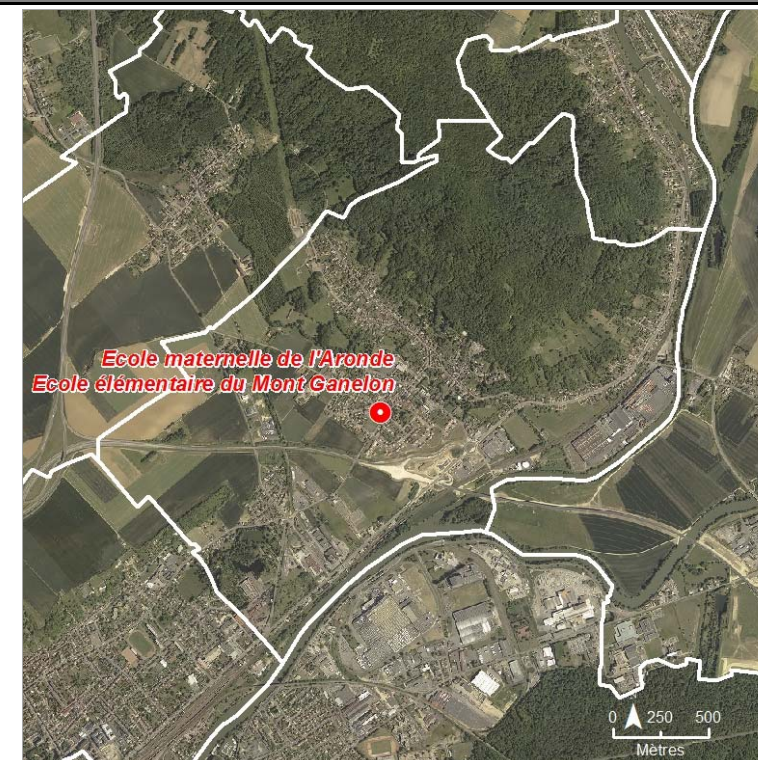 Ecole maternelle de l'Aronde
Ecole élémentaire du Mont Ganelon
0 250 500
Mètres